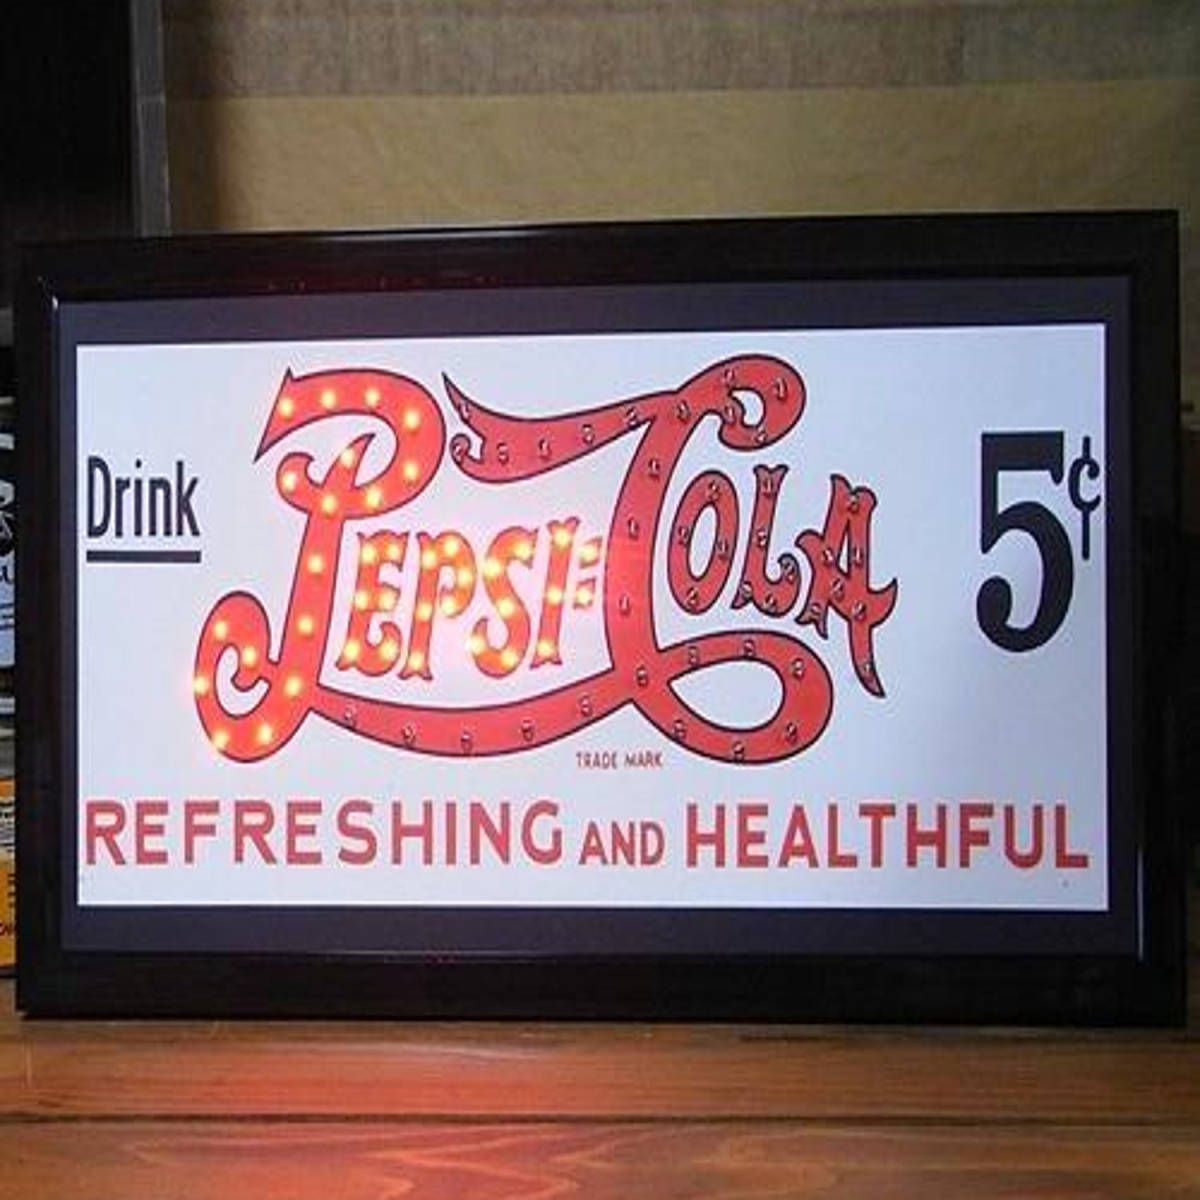 Drink
PEPSI=COLA
5¢
TRADE MARK
REFRESHING AND HEALTHFUL